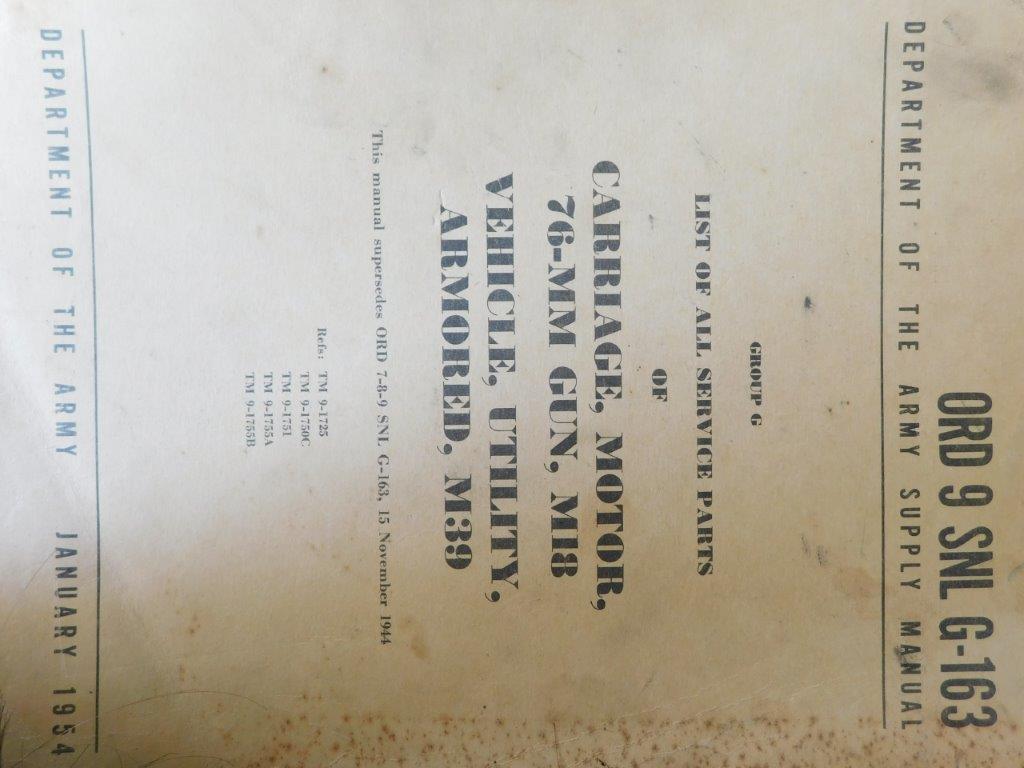 ORD 9 SNL G-163
DEPARTMENT OF THE ARMY SUPPLY MANUAL
GROUP G
LIST OF ALL SERVICE PARTS
OF
CARRIAGE, MOTOR,
76-MM GUN, M18
VEHICLE, UTILITY,
ARMORED, M39
This manual supersedes ORD 7-8-9 SNL G-163, 15 November 1944
Refs: TM 9-1725
TM 9-1750C
TM 9-1751
TM 9-1755A
TM 9-1755B
DEPARTMENT OF THE ARMY JANUARY 1954